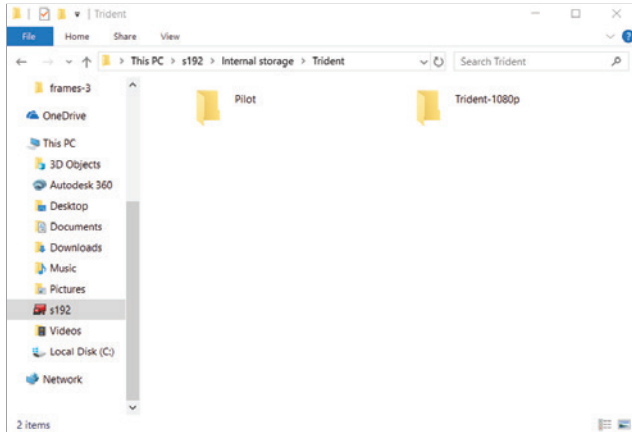 Trident
File Home Share View
This PC > s192 > Internal storage > Trident
Search Trident
frames-3
OneDrive
This PC
3D Objects
Autodesk 360
Desktop
Documents
Downloads
Music
Pictures
s192
Videos
Local Disk (C:)
Network
Pilot
Trident-1080p
2 items